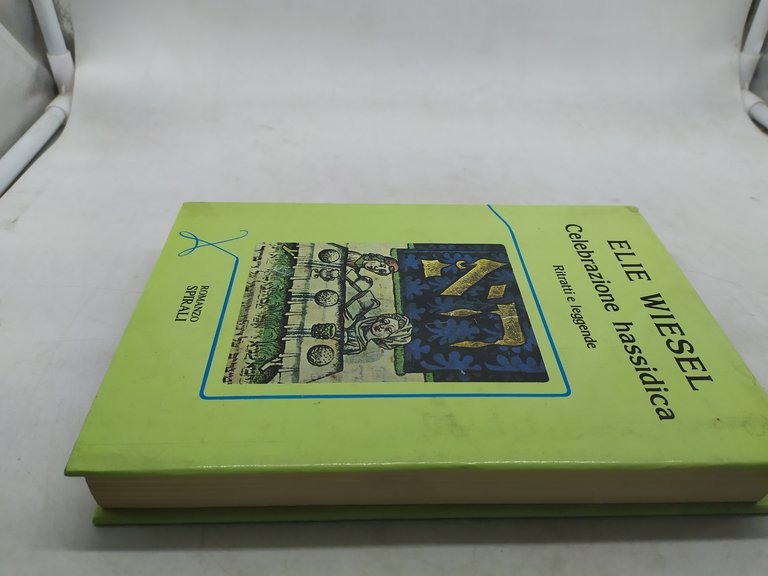 ELIE WIESEL
Celebrazione hassidica
Ritratti e leggende
ROMANZO
SPIRALI